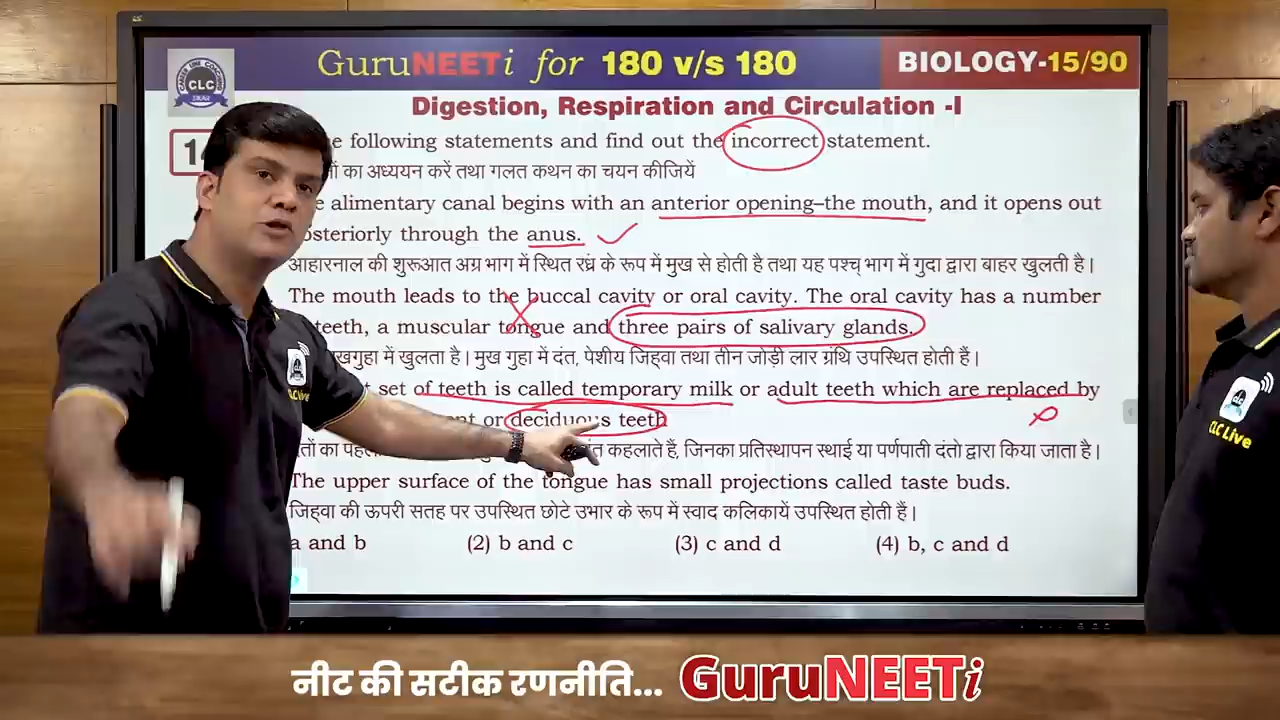 GuruNEETi for 180 v/s 180
BIOLOGY-15/90
CLC
SIKAR
Digestion, Respiration and Circulation -I
following statements and find out the incorrect statement.
का अध्ययन करें तथा गलत कथन का चयन कीजियें
alimentary canal begins with an anterior opening–the mouth, and it opens out
through the anus.
आहारनाल की शुरूआत अग्र भाग में स्थित रंध्र के रूप में मुख से होती है तथा यह पश्च् भाग में गुदा द्वारा बाहर खुलती है।
The mouth leads to the buccal cavity or oral cavity. The oral cavity has a number
teeth, a muscular tongue and three pairs of salivary glands.
में खुलता है। मुख गुहा में दंत, पेशीय जिह्वा तथा तीन जोड़ी लार ग्रंथि उपस्थित होती हैं।
set of teeth is called temporary milk or adult teeth which are replaced by
or deciduous teeth
का कहलाते हैं, जिनका प्रतिस्थापन स्थाई या पर्णपाती दंतो द्वारा किया जाता है।
The upper surface of the tongue has small projections called taste buds.
जिह्वा की ऊपरी सतह पर उपस्थित छोटे उभार के रूप में स्वाद कलिकायें उपस्थित होती हैं।
a and b (2) b and c (3) c and d (4) b, c and d
CLC Live
नीट की सटीक रणनीति... GuruNEETi